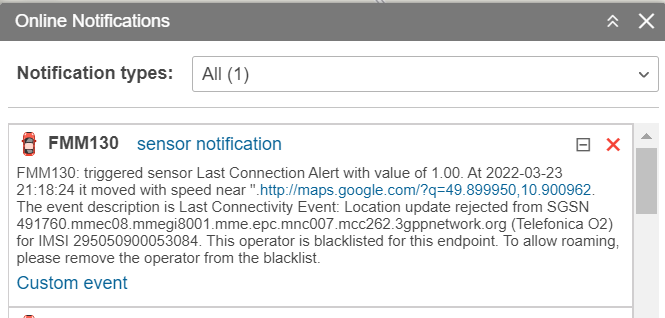 Online Notifications
Notification types: All (1)
FMM130 sensor notification
FMM130: triggered sensor Last Connection Alert with value of 1.00. At 2022-03-23
21:18:24 it moved with speed near ".http://maps.google.com/?q=49.899950,10.900962.
The event description is Last Connectivity Event: Location update rejected from SGSN
491760.mmec08.mmegi8001.mme.epc.mnc007.mcc262.3gppnetwork.org (Telefonica O2)
for IMSI 295050900053084. This operator is blacklisted for this endpoint. To allow roaming,
please remove the operator from the blacklist.
Custom event